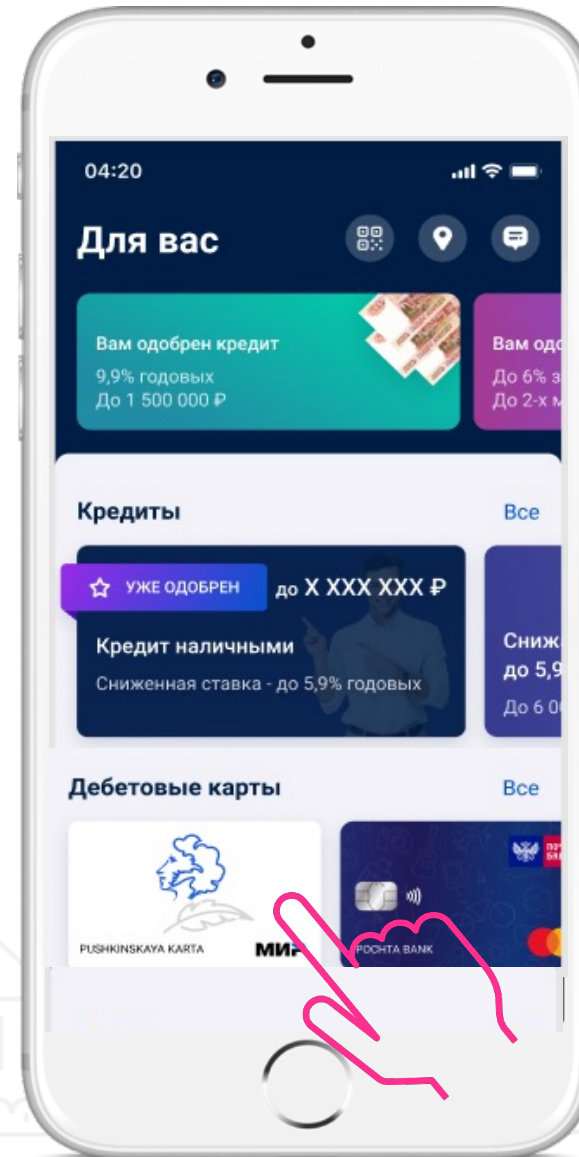 04:20
Для вас
Вам одобрен кредит
9,9% годовых
До 1 500 000 ₽
Вам одо
До 6% з
До 2-х м
Кредиты
Все
УЖЕ ОДОБРЕН
до X XXX XXX ₽
Кредит наличными
Сниженная ставка - до 5,9% годовых
Сниж
до 5,9
До 6 0
Дебетовые карты
Все
PUSHKINSKAYA KARTA
МИР
POCHTA BANK